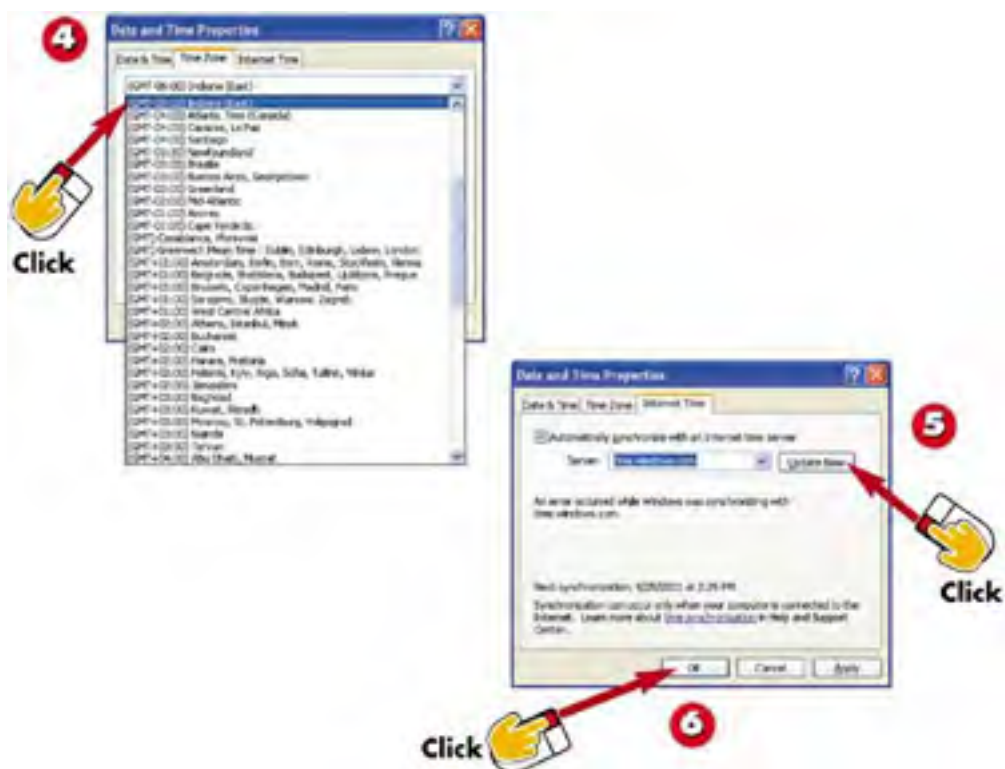 4
Date and Time Properties
Date & Time Time Zone Internet Time
(GMT-05:00) Indiana (East)
(GMT-05:00) Indiana (East)
(GMT-04:00) Atlantic Time (Canada)
(GMT-04:00) Caracas, La Paz
(GMT-04:00) Santiago
(GMT-03:30) Newfoundland
(GMT-03:00) Brasilia
(GMT-03:00) Buenos Aires, Georgetown
(GMT-03:00) Greenland
(GMT-02:00) Mid-Atlantic
(GMT-01:00) Azores
(GMT-01:00) Cape Verde Is.
(GMT) Casablanca, Monrovia
(GMT) Greenwich Mean Time : Dublin, Edinburgh, Lisbon, London
(GMT+01:00) Amsterdam, Berlin, Bern, Rome, Stockholm, Vienna
(GMT+01:00) Belgrade, Bratislava, Budapest, Ljubljana, Prague
(GMT+01:00) Brussels, Copenhagen, Madrid, Paris
(GMT+01:00) Sarajevo, Skopje, Warsaw, Zagreb
(GMT+01:00) West Central Africa
(GMT+02:00) Athens, Istanbul, Minsk
(GMT+02:00) Bucharest
(GMT+02:00) Cairo
(GMT+02:00) Harare, Pretoria
(GMT+02:00) Helsinki, Kyiv, Riga, Sofia, Tallinn, Vilnius
(GMT+02:00) Jerusalem
(GMT+03:00) Baghdad
(GMT+03:00) Kuwait, Riyadh
(GMT+03:00) Moscow, St. Petersburg, Volgograd
(GMT+03:00) Nairobi
(GMT+03:30) Tehran
(GMT+04:00) Abu Dhabi, Muscat
Click
Date and Time Properties
Date & Time Time Zone Internet Time
5
Automatically synchronize with an Internet time server
Server: time.windows.com Update Now
An error occurred while Windows was synchronizing with
time.windows.com.
Click
Next synchronization: at 2:29 PM
Synchronization can occur only when your computer is connected to the
Internet. Learn more about time synchronization in Help and Support
Center.
OK Cancel Apply
Click
6